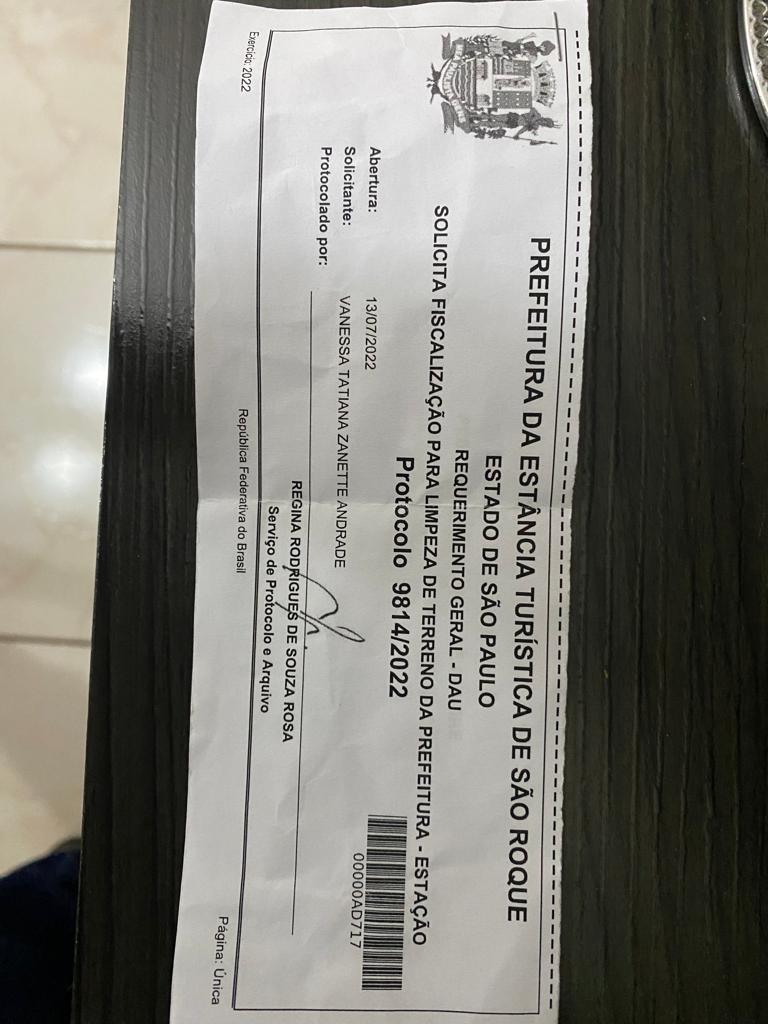 PREFEITURA DA ESTÂNCIA TURÍSTICA DE SÃO ROQUE
ESTADO DE SÃO PAULO
REQUERIMENTO GERAL - DAU
SOLICITA FISCALIZAÇÃO PARA LIMPEZA DE TERRENO DA PREFEITURA - ESTAÇÃO
Protocolo 9814/2022
Abertura: 13/07/2022
00000AD717
Solicitante: VANESSA TATIANA ZANETTE ANDRADE
Protocolado por:
REGINA RODRIGUES DE SOUZA ROSA
Serviço de Protocolo e Arquivo
Exercício: 2022 República Federativa do Brasil Página: Única